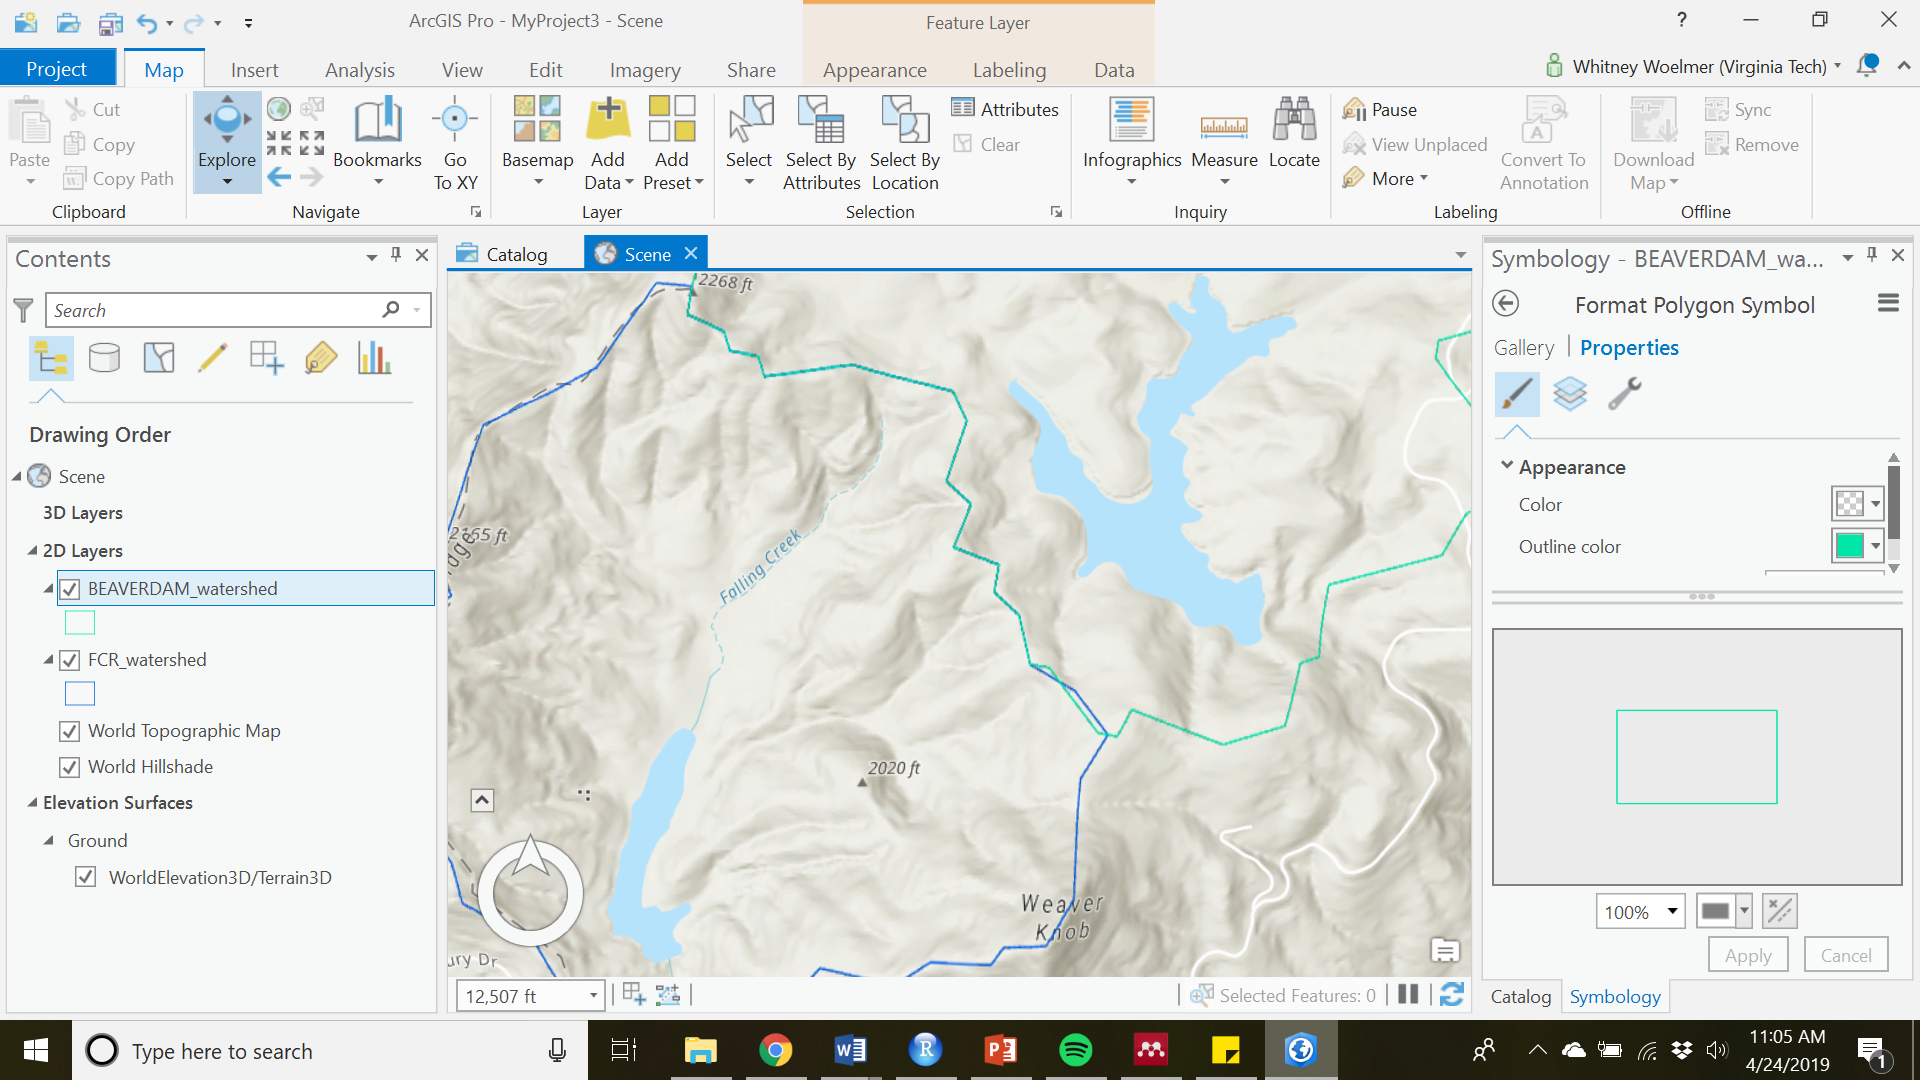 ArcGIS Pro - MyProject3 - Scene
Feature Layer
?
Project
Map
Insert
Analysis
View
Edit
Imagery
Share
Appearance
Labeling
Data
Whitney Woelmer (Virginia Tech)
Paste
Cut
Copy
Copy Path
Clipboard
Explore
Bookmarks
Go
To XY
Navigate
Basemap
Add
Data
Add
Preset
Layer
Select
Select By
Attributes
Select By
Location
Attributes
Clear
Selection
Infographics
Measure
Locate
Inquiry
Pause
View Unplaced
More
Convert To
Annotation
Labeling
Download
Map
Sync
Remove
Offline
Contents
Search
Drawing Order
Scene
3D Layers
2D Layers
BEAVERDAM_watershed
FCR_watershed
World Topographic Map
World Hillshade
Elevation Surfaces
Ground
WorldElevation3D/Terrain3D
Catalog
Scene
2268 ft
2165 ft
dge
Falling Creek
2020 ft
Weaver
Knob
ury Dr
12,507 ft
Selected Features: 0
Symbology - BEAVERDAM_wa...
Format Polygon Symbol
Gallery
Properties
Appearance
Color
Outline color
100%
Apply
Cancel
Catalog
Symbology
Type here to search
11:05 AM
4/24/2019
1